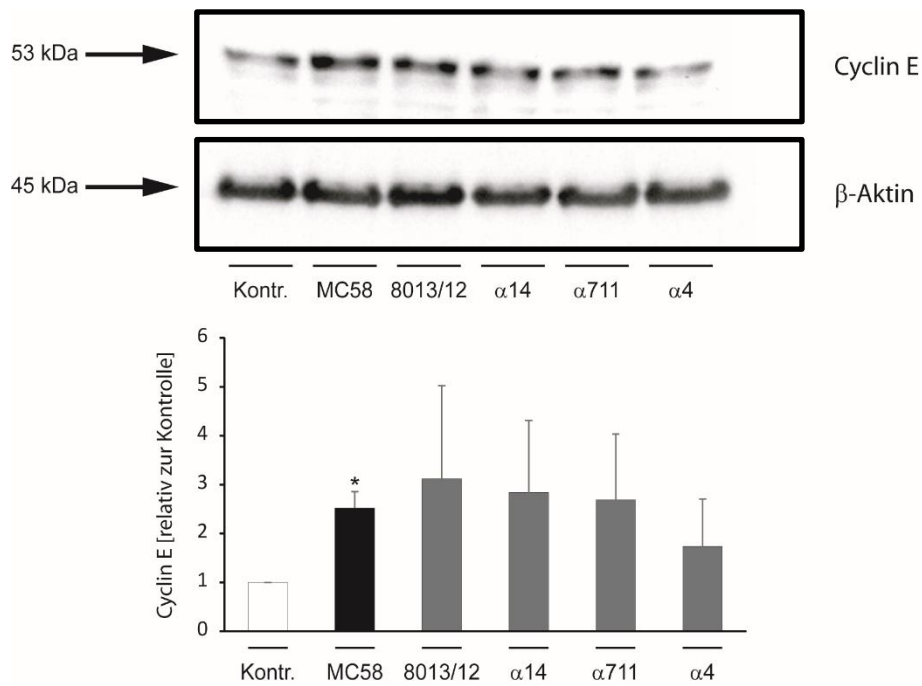 53 kDa
Cyclin E
45 kDa
β-Aktin
Kontr. MC58 8013/12 α14 α711 α4
Cyclin E [relativ zur Kontrolle]
6
5
4
3
2
1
0
*
Kontr. MC58 8013/12 α14 α711 α4